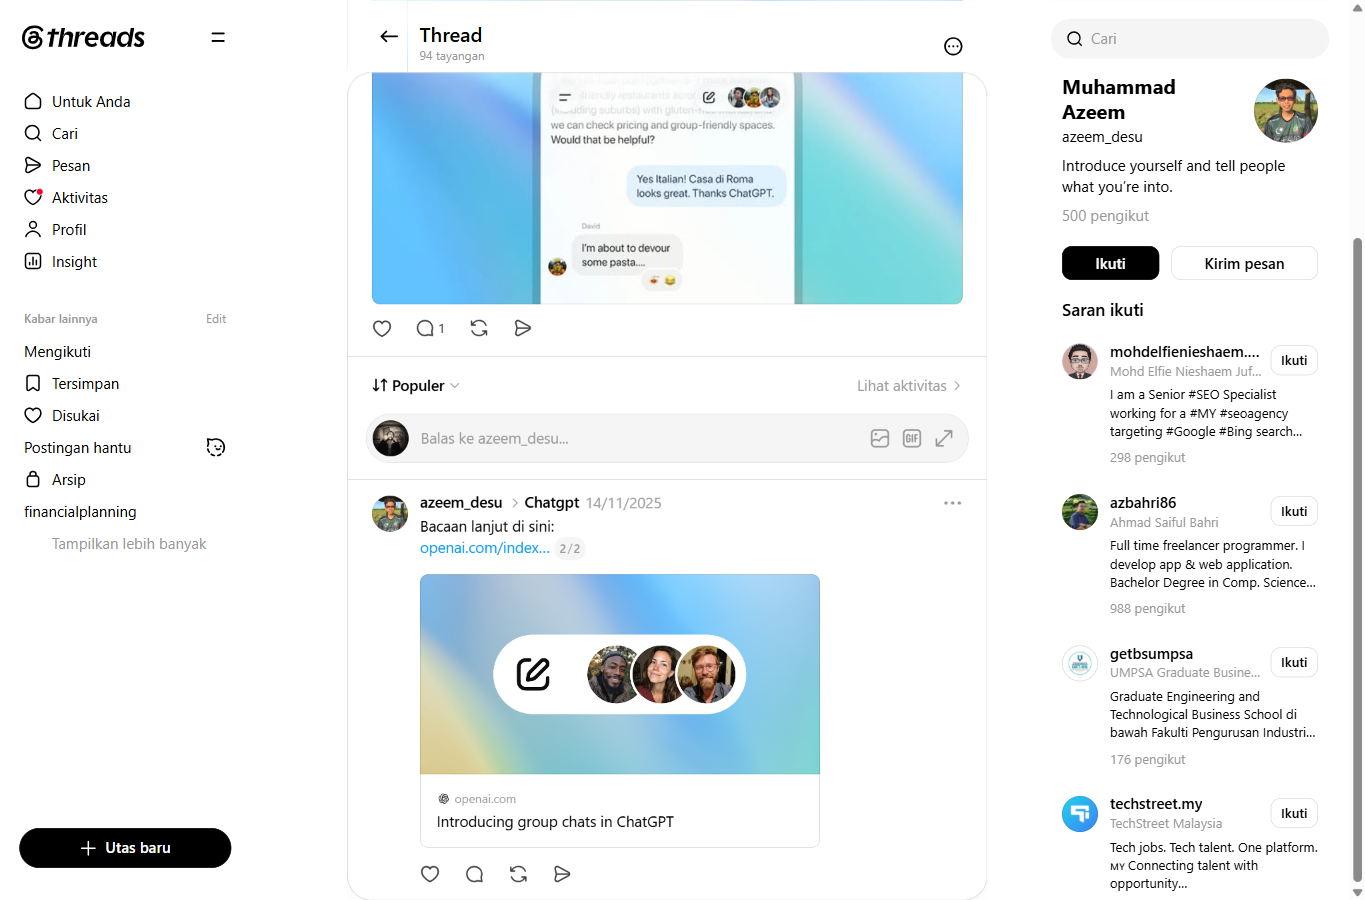 threads
Untuk Anda
Cari
Pesan
Aktivitas
Profil
Insight
Kabar lainnya
Edit
Mengikuti
Tersimpan
Disukai
Postingan hantu
Arsip
financialplanning
Tampilkan lebih banyak
Utas baru
Thread
94 tayangan
(including suburbs) with gluten-free menus, and
we can check pricing and group-friendly spaces.
Would that be helpful?
Yes Italian! Casa di Roma
looks great. Thanks ChatGPT.
David
I'm about to devour
some pasta....
1
Populer
Lihat aktivitas
Balas ke azeem_desu...
GIF
azeem_desu > Chatgpt 14/11/2025
Bacaan lanjut di sini:
openai.com/index... 2/2
openai.com
Introducing group chats in ChatGPT
Cari
Muhammad
Azeem
azeem_desu
Introduce yourself and tell people
what you're into.
500 pengikut
Ikuti
Kirim pesan
Saran ikuti
mohdelfienieshaem....
Mohd Elfie Nieshaem Juf...
Ikuti
I am a Senior #SEO Specialist
working for a #MY #seoagency
targeting #Google #Bing search...
298 pengikut
azbahri86
Ahmad Saiful Bahri
Ikuti
Full time freelancer programmer. I
develop app & web application.
Bachelor Degree in Comp. Science...
988 pengikut
getbsumpsa
UMPSA Graduate Busine...
Ikuti
Graduate Engineering and
Technological Business School di
bawah Fakulti Pengurusan Industri...
176 pengikut
techstreet.my
TechStreet Malaysia
Ikuti
Tech jobs. Tech talent. One platform.
MY Connecting talent with
opportunity...